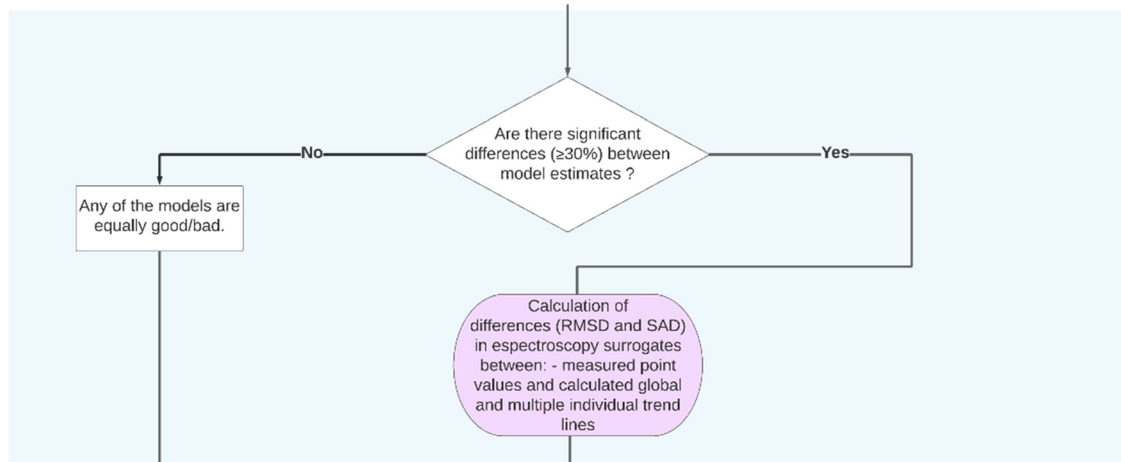 Are there significant
differences (≥30%) between
model estimates ?
No
Yes
Any of the models are
equally good/bad.
Calculation of
differences (RMSD and SAD)
in espectroscopy surrogates
between: - measured point
values and calculated global
and multiple individual trend
lines